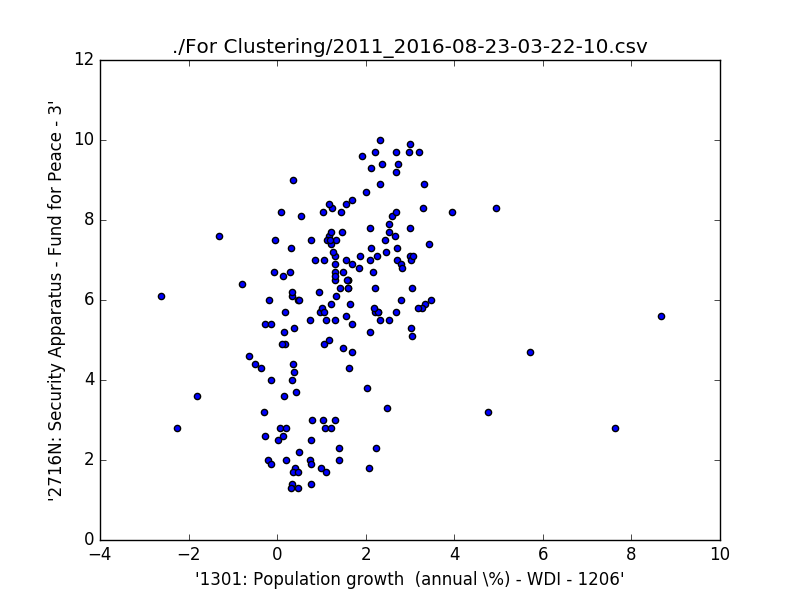 ./For Clustering/2011_2016-08-23-03-22-10.csv
12
10
8
6
4
2
0
'2716N: Security Apparatus - Fund for Peace - 3'
−4 −2 0 2 4 6 8 10
'1301: Population growth  (annual \%) - WDI - 1206'